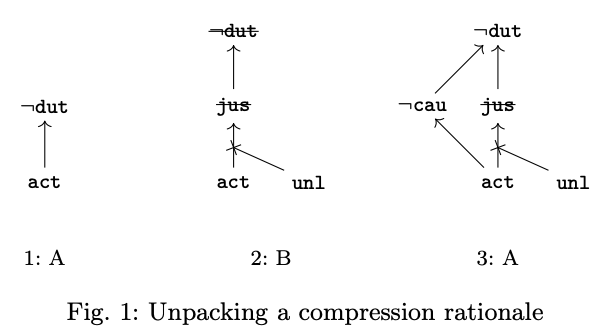 ¬dut ¬dut
¬dut ¬cau jus jus
act act unl act unl
1: A 2: B 3: A
Fig. 1: Unpacking a compression rationale